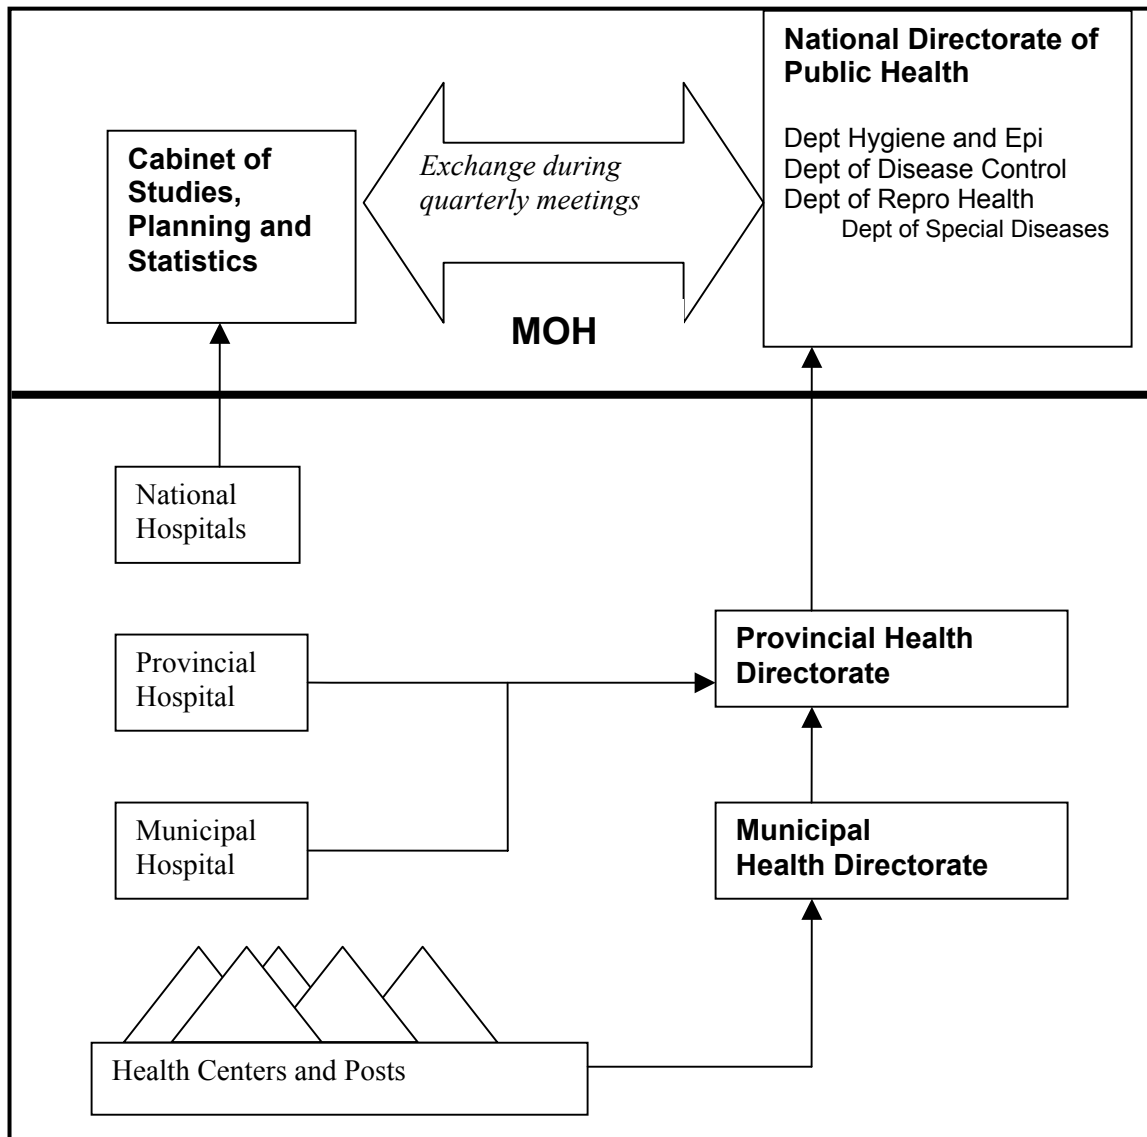 National Directorate of
Public Health
Dept Hygiene and Epi
Dept of Disease Control
Dept of Repro Health
Dept of Special Diseases
Cabinet of
Studies,
Planning and
Statistics
Exchange during
quarterly meetings
MOH
National
Hospitals
Provincial
Hospital
Provincial Health
Directorate
Municipal
Hospital
Municipal
Health Directorate
Health Centers and Posts